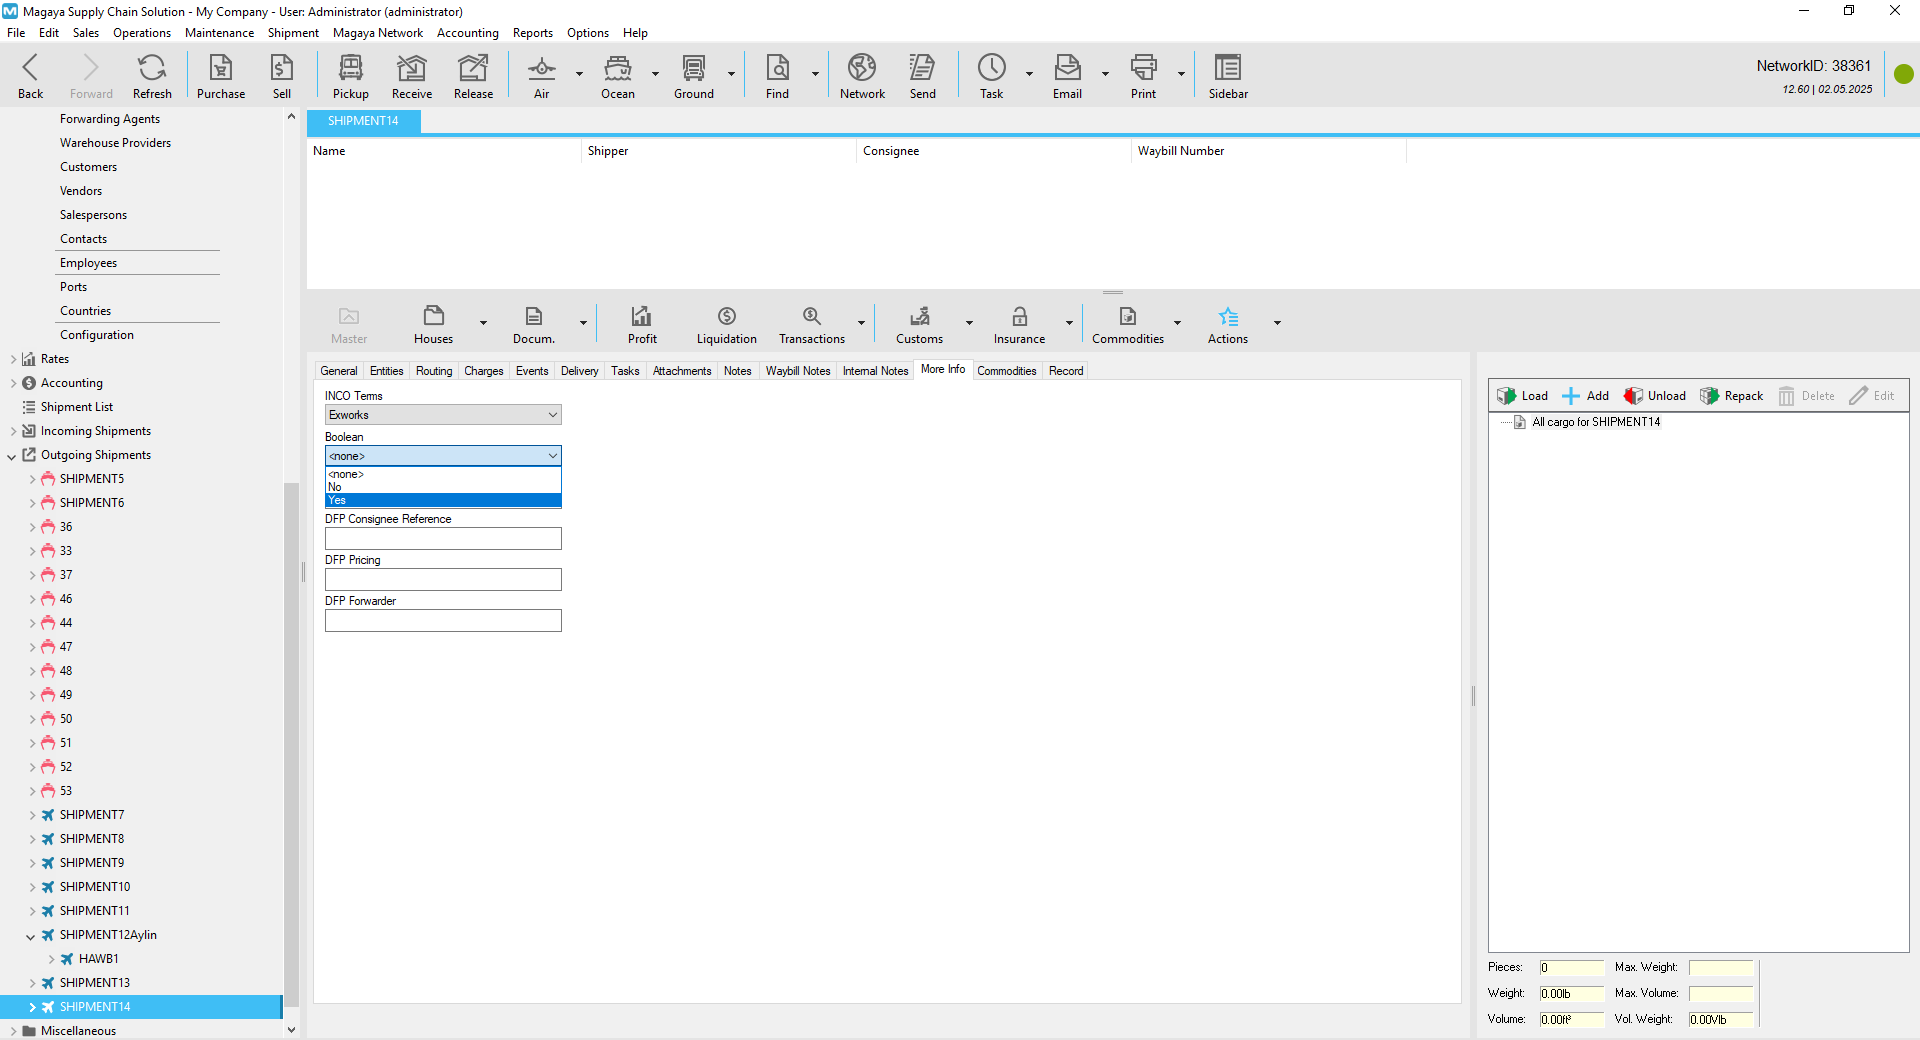 Magaya Supply Chain Solution - My Company - User: Administrator (administrator)
File Edit Sales Operations Maintenance Shipment Magaya Network Accounting Reports Options Help
Back Forward Refresh Purchase Sell Pickup Receive Release Air Ocean Ground Find Network Send Task Email Print Sidebar
NetworkID: 38361
12.60 | 02.05.2025
Forwarding Agents
Warehouse Providers
Customers
Vendors
Salespersons
Contacts
Employees
Ports
Countries
Configuration
Rates
Accounting
Shipment List
Incoming Shipments
Outgoing Shipments
SHIPMENT5
SHIPMENT6
36
33
37
46
44
47
48
49
50
51
52
53
SHIPMENT7
SHIPMENT8
SHIPMENT9
SHIPMENT10
SHIPMENT11
SHIPMENT12Aylin
HAWB1
SHIPMENT13
SHIPMENT14
Miscellaneous
SHIPMENT14
Name Shipper Consignee Waybill Number
Master Houses Docum. Profit Liquidation Transactions Customs Insurance Commodities Actions
General Entities Routing Charges Events Delivery Tasks Attachments Notes Waybill Notes Internal Notes More Info Commodities Record
INCO Terms
Exworks
Boolean
<none>
<none>
No
Yes
DFP Consignee Reference
DFP Pricing
DFP Forwarder
Load Add Unload Repack Delete Edit
All cargo for SHIPMENT14
Pieces: 0 Max. Weight:
Weight: 0.00lb Max. Volume:
Volume: 0.00ft³ Vol. Weight: 0.00Vlb